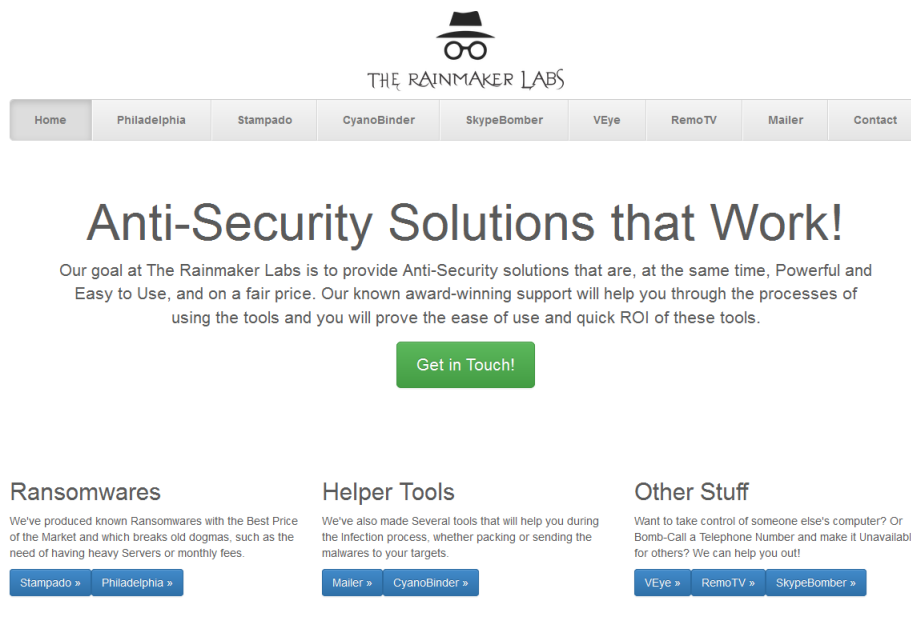 THE RAINMAKER LABS
Home Philadelphia Stampado CyanoBinder SkypeBomber VEye RemoTV Mailer Contact
Anti-Security Solutions that Work!
Our goal at The Rainmaker Labs is to provide Anti-Security solutions that are, at the same time, Powerful and
Easy to Use, and on a fair price. Our known award-winning support will help you through the processes of
using the tools and you will prove the ease of use and quick ROI of these tools.
Get in Touch!
Ransomwares
We've produced known Ransomwares with the Best Price
of the Market and which breaks old dogmas, such as the
need of having heavy Servers or monthly fees.
Stampado » Philadelphia »
Helper Tools
We've also made Several tools that will help you during
the Infection process, whether packing or sending the
malwares to your targets.
Mailer » CyanoBinder »
Other Stuff
Want to take control of someone else's computer? Or
Bomb-Call a Telephone Number and make it Unavailabl
for others? We can help you out!
VEye » RemoTV » SkypeBomber »